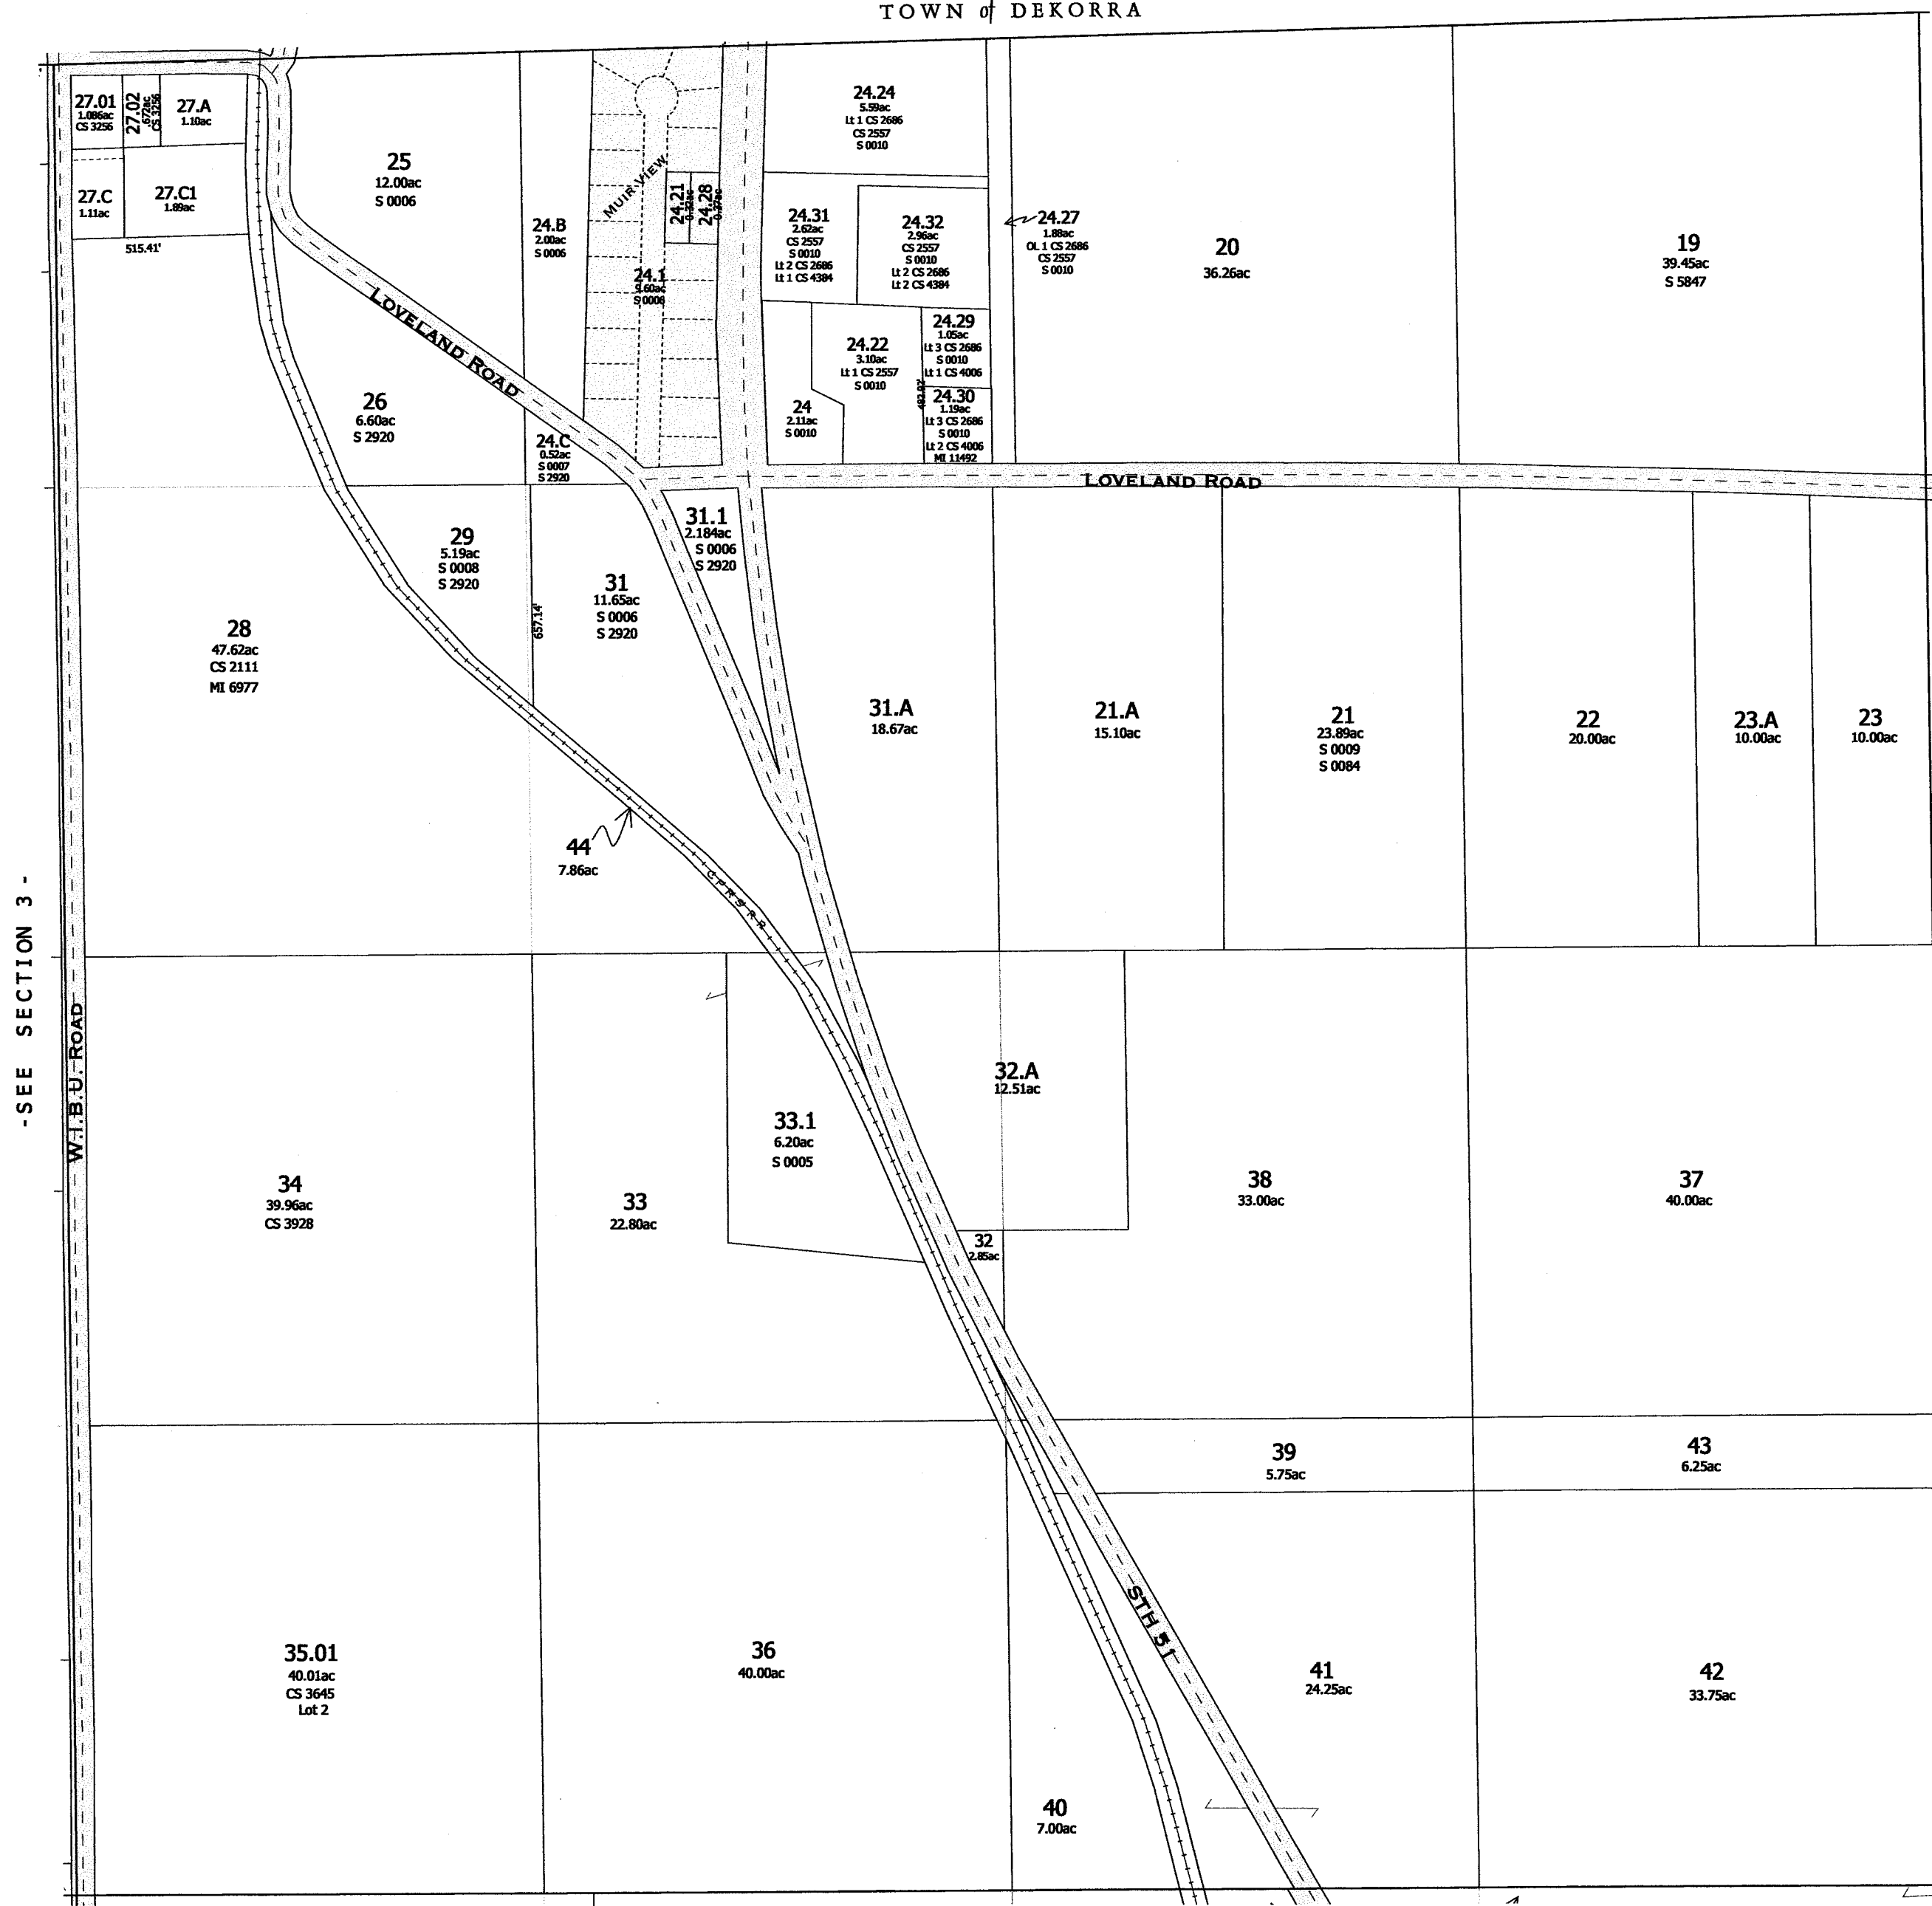 TOWN of DEKORRA
27.01
1.086ac
CS 3256
27.02
.672ac
CS 3256
27.A
1.10ac
27.C
1.11ac
27.C1
1.89ac
515.41'
25
12.00ac
S 0006
24.B
2.00ac
S 0006
MUIR VIEW
24.21
24.28
24.1
S 0006
24.24
5.59ac
Lt 1 CS 2686
CS 2557
S 0010
24.31
2.62ac
CS 2557
S 0010
Lt 2 CS 2686
Lt 1 CS 4384
24.32
2.96ac
CS 2557
S 0010
Lt 2 CS 2686
Lt 2 CS 4384
24.27
1.88ac
OL 1 CS 2686
CS 2557
S 0010
20
36.26ac
19
39.45ac
S 5847
LOVELAND ROAD
26
6.60ac
S 2920
24.C
0.52ac
S 0007
S 2920
24
2.11ac
S 0010
24.22
3.10ac
Lt 1 CS 2557
S 0010
24.29
1.05ac
Lt 3 CS 2686
S 0010
Lt 1 CS 4006
24.30
1.19ac
Lt 3 CS 2686
S 0010
Lt 2 CS 4006
MI 11492
LOVELAND ROAD
29
5.19ac
S 0008
S 2920
657.14'
31
11.65ac
S 0006
S 2920
31.1
2.184ac
S 0006
S 2920
28
47.62ac
CS 2111
MI 6977
31.A
18.67ac
21.A
15.10ac
21
23.89ac
S 0009
S 0084
22
20.00ac
23.A
10.00ac
23
10.00ac
44
7.86ac
CPRS RR
- SEE SECTION 3 -
W.I.B.U. ROAD
32.A
12.51ac
33.1
6.20ac
S 0005
34
39.96ac
CS 3928
33
22.80ac
32
2.85ac
38
33.00ac
37
40.00ac
39
5.75ac
43
6.25ac
STH 51
35.01
40.01ac
CS 3645
Lot 2
36
40.00ac
41
24.25ac
42
33.75ac
40
7.00ac